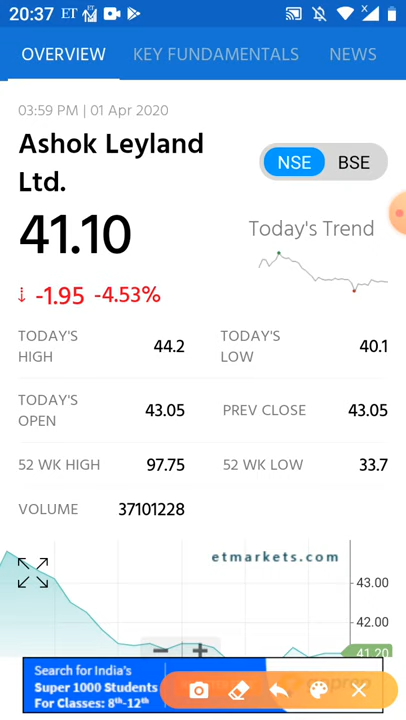 20:37 ET
OVERVIEW KEY FUNDAMENTALS NEWS
03:59 PM | 01 Apr 2020
Ashok Leyland
Ltd.
NSE BSE
41.10
Today's Trend
-1.95 -4.53%
TODAY'S
HIGH
44.2
TODAY'S
LOW
40.1
TODAY'S
OPEN
43.05
PREV CLOSE 43.05
52 WK HIGH 97.75
52 WK LOW 33.7
VOLUME 37101228
etmarkets.com
43.00
42.00
41.20
Search for India's
Super 1000 Students
For Classes: 8th-12th